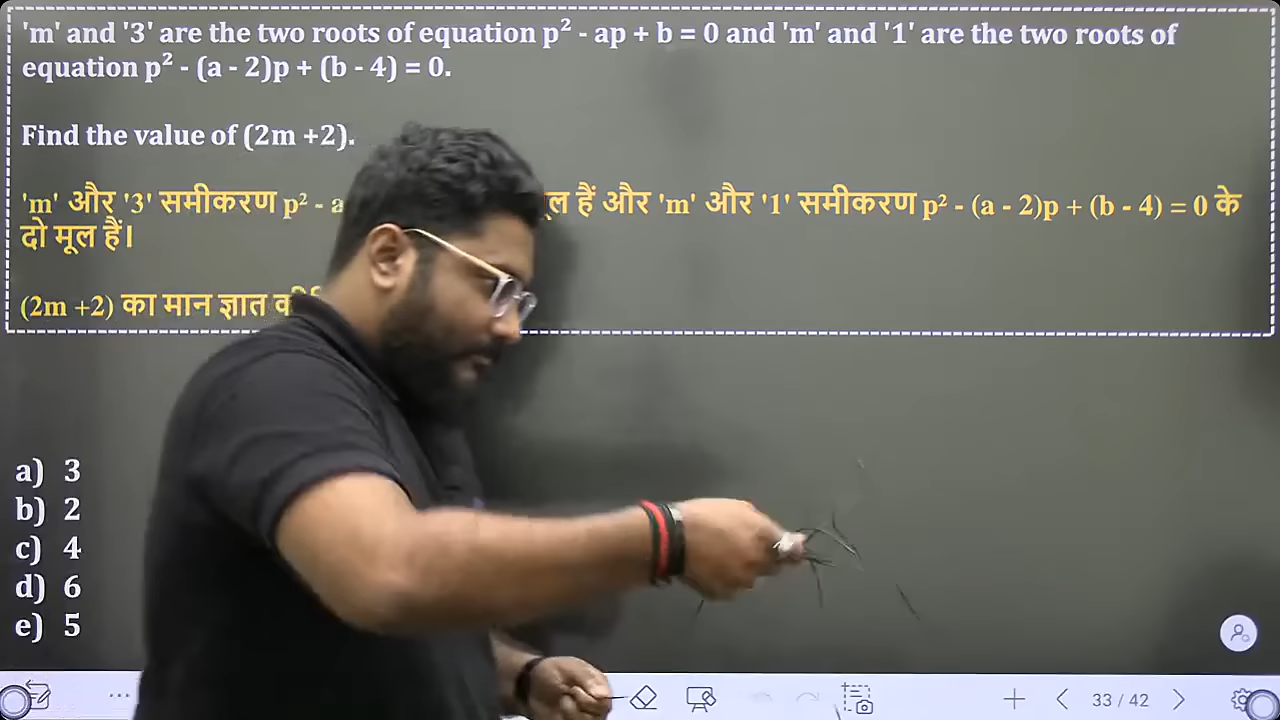 'm' and '3' are the two roots of equation p² - ap + b = 0 and 'm' and '1' are the two roots of
equation p² - (a - 2)p + (b - 4) = 0.
Find the value of (2m +2).
'm' और '3' समीकरण p² - a हैं और 'm' और '1' समीकरण p² - (a - 2)p + (b - 4) = 0 के
दो मूल हैं।
(2m +2) का मान ज्ञात
a) 3
b) 2
c) 4
d) 6
e) 5
33 / 42